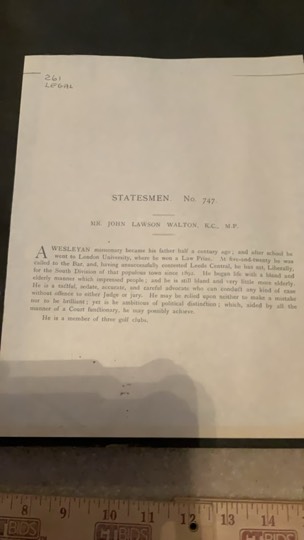 261
LEGAL
STATESMEN. No. 747.
MR. JOHN LAWSON WALTON, K.C., M.P.
A WESLEYAN missionary became his father half a century ago; and after school he
went to London University, where he won a Law Prize. At five-and-twenty he was
called to the Bar; and, having unsuccessfully contested Leeds Central, he has sat, Liberally,
for the South Division of that populous town since 1892. He began life with a bland and
elderly manner which impressed people; and he is still bland and very little more elderly.
He is a tactful, sedate, accurate, and careful advocate who can conduct any kind of case
without offence to either Judge or jury. He may be relied upon neither to make a mistake
nor to be brilliant; yet is he ambitious of political distinction; which, aided by all the
manner of a Court functionary, he may possibly achieve.
He is a member of three golf clubs.
8 9 10 11 12 13 14
BIDS
CTBIDS
CTBIDS